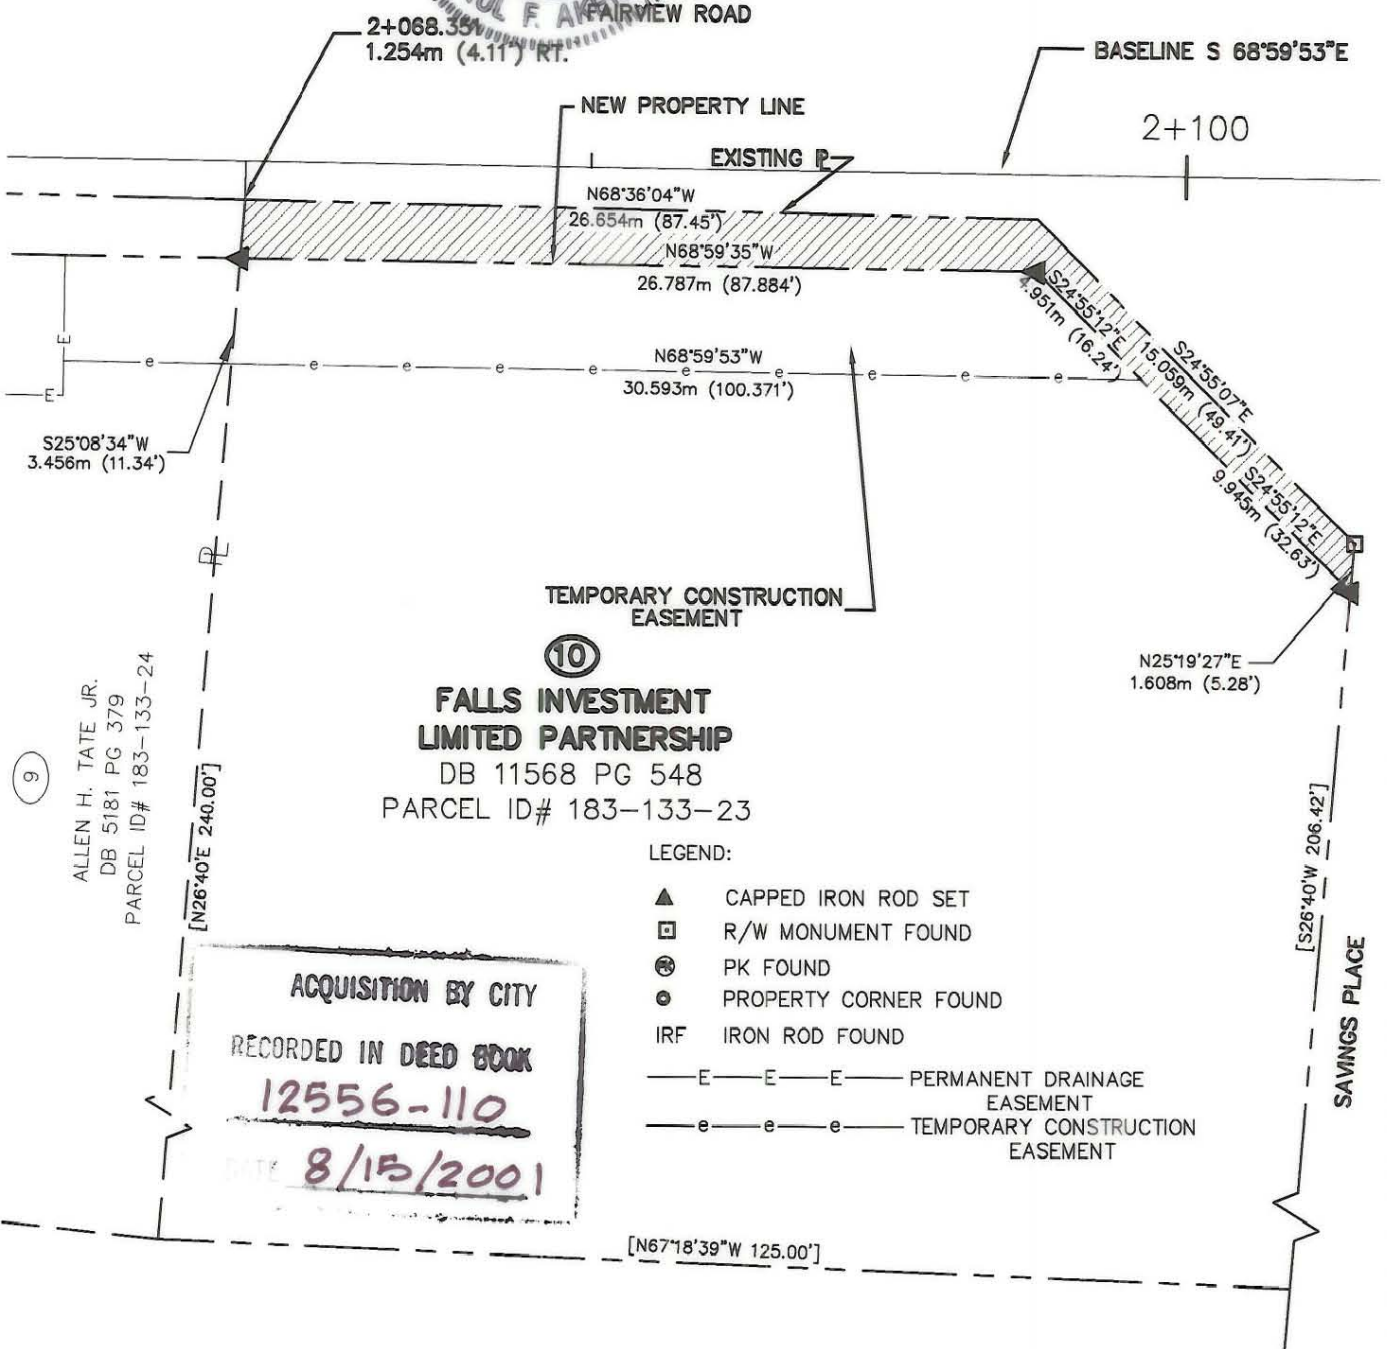 FAIRVIEW ROAD
2+068.351
1.254m (4.11') RT.
BASELINE S 68°59'53"E
NEW PROPERTY LINE
2+100
EXISTING PL
N68°36'04"W
26.654m (87.45')
N68°59'35"W
26.787m (87.884')
S24°55'12"E
4.951m (16.24')
S24°55'07"E
15.059m (49.41')
E
N68°59'53"W
e e e e e e e e e e
30.593m (100.371')
E
S25°08'34"W
3.456m (11.34')
S24°55'12"E
9.945m (32.63')
PL
TEMPORARY CONSTRUCTION
EASEMENT
N25°19'27"E
1.608m (5.28')
10
FALLS INVESTMENT
LIMITED PARTNERSHIP
DB 11568 PG 548
PARCEL ID# 183-133-23
9
ALLEN H. TATE JR.
DB 5181 PG 379
PARCEL ID# 183-133-24
[N26°40'E 240.00']
[S26°40'W 206.42']
SAVINGS PLACE
LEGEND:
CAPPED IRON ROD SET
R/W MONUMENT FOUND
PK FOUND
PROPERTY CORNER FOUND
IRF IRON ROD FOUND
E E E PERMANENT DRAINAGE
EASEMENT
e e e TEMPORARY CONSTRUCTION
EASEMENT
ACQUISITION BY CITY
RECORDED IN DEED BOOK
12556-110
DATE 8/15/2001
[N67°18'39"W 125.00']